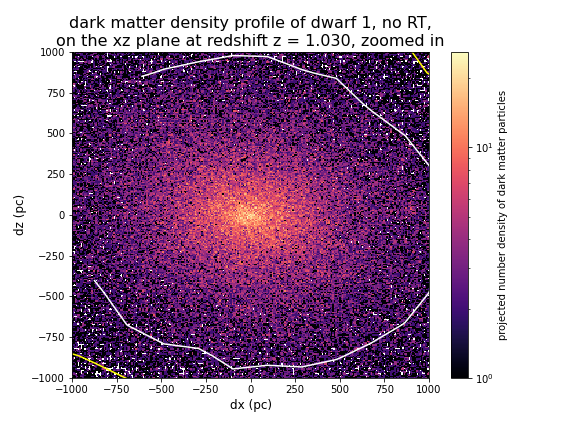 dark matter density profile of dwarf 1, no RT,
on the xz plane at redshift z = 1.030, zoomed in
1000
750
500
250
0
−250
−500
−750
−1000
dz (pc)
−1000 −750 −500 −250 0 250 500 750 1000
dx (pc)
10¹
10⁰
projected number density of dark matter particles